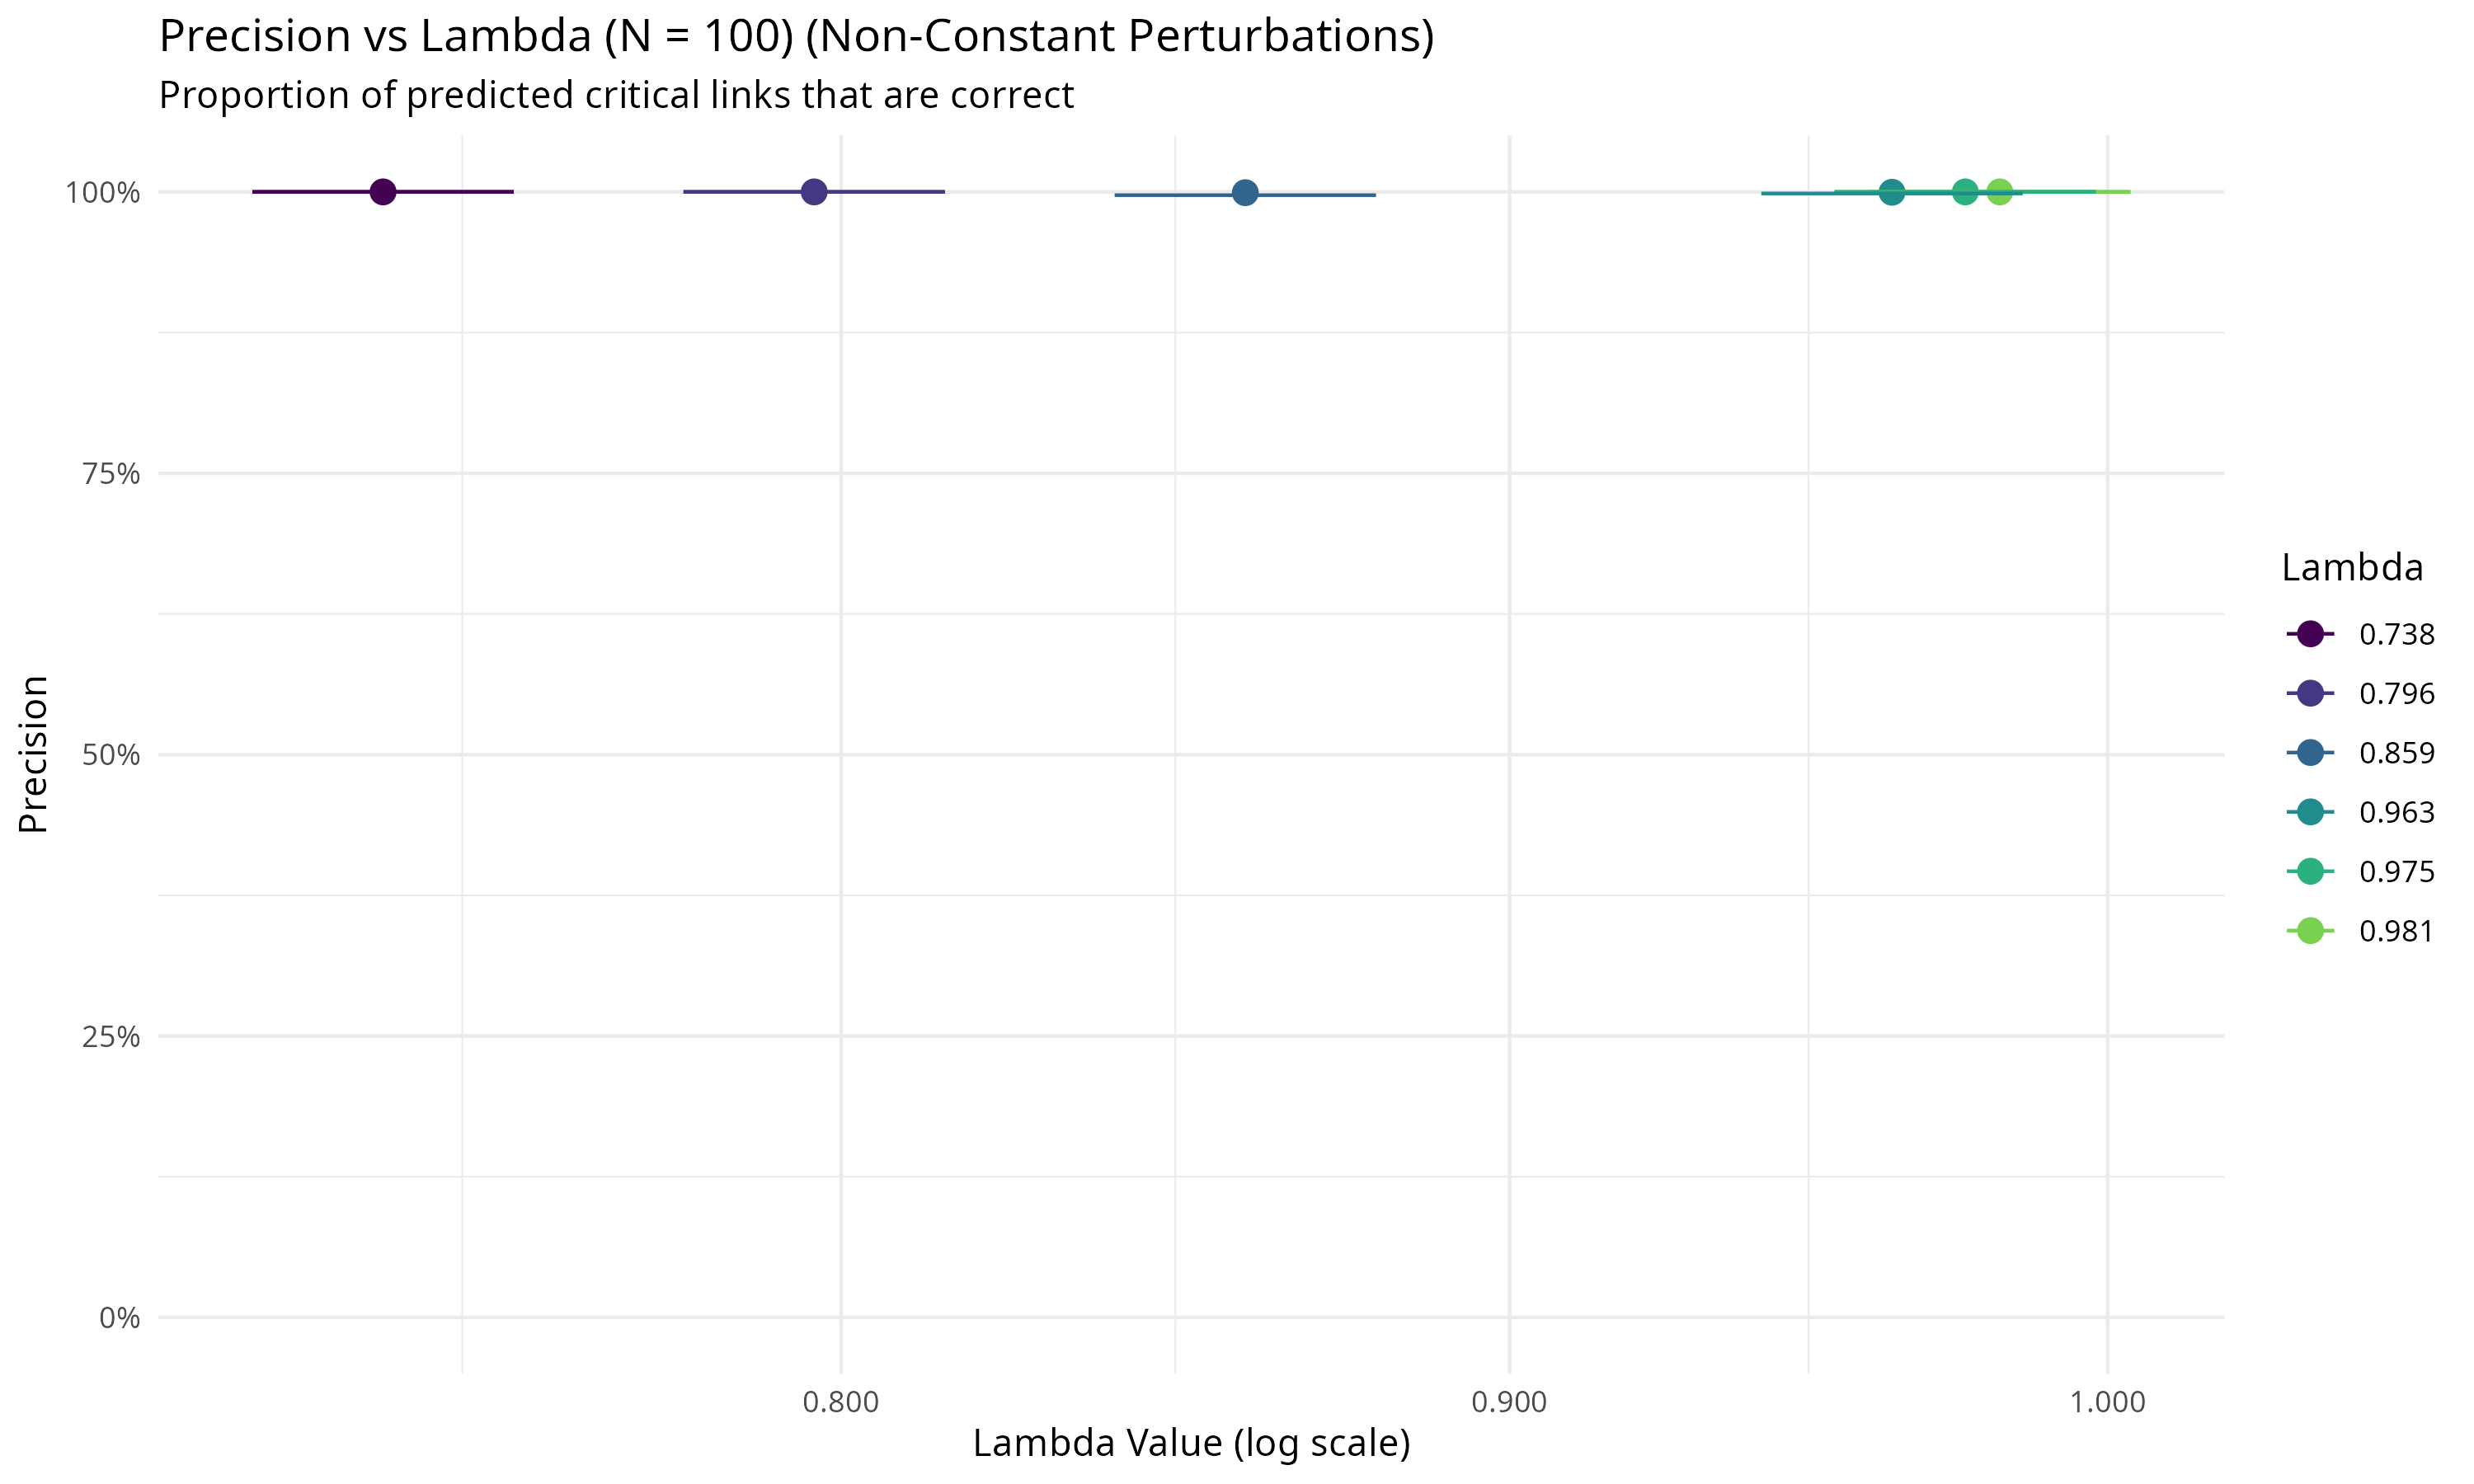 Precision vs Lambda (N = 100) (Non-Constant Perturbations)
Proportion of predicted critical links that are correct
Precision
100%
75%
50%
25%
0%
0.800
0.900
1.000
Lambda Value (log scale)
Lambda
0.738
0.796
0.859
0.963
0.975
0.981